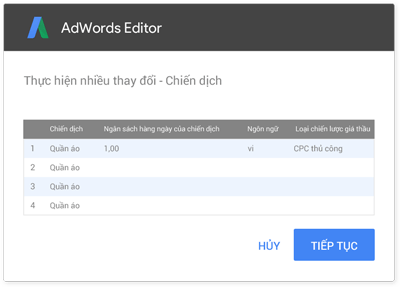 AdWords Editor
Thực hiện nhiều thay đổi - Chiến dịch
Chiến dịch Ngân sách hàng ngày của chiến dịch Ngôn ngữ Loại chiến lược giá thầu
1 Quần áo 1,00 vi CPC thủ công
2 Quần áo
3 Quần áo
4 Quần áo
HỦY TIẾP TỤC